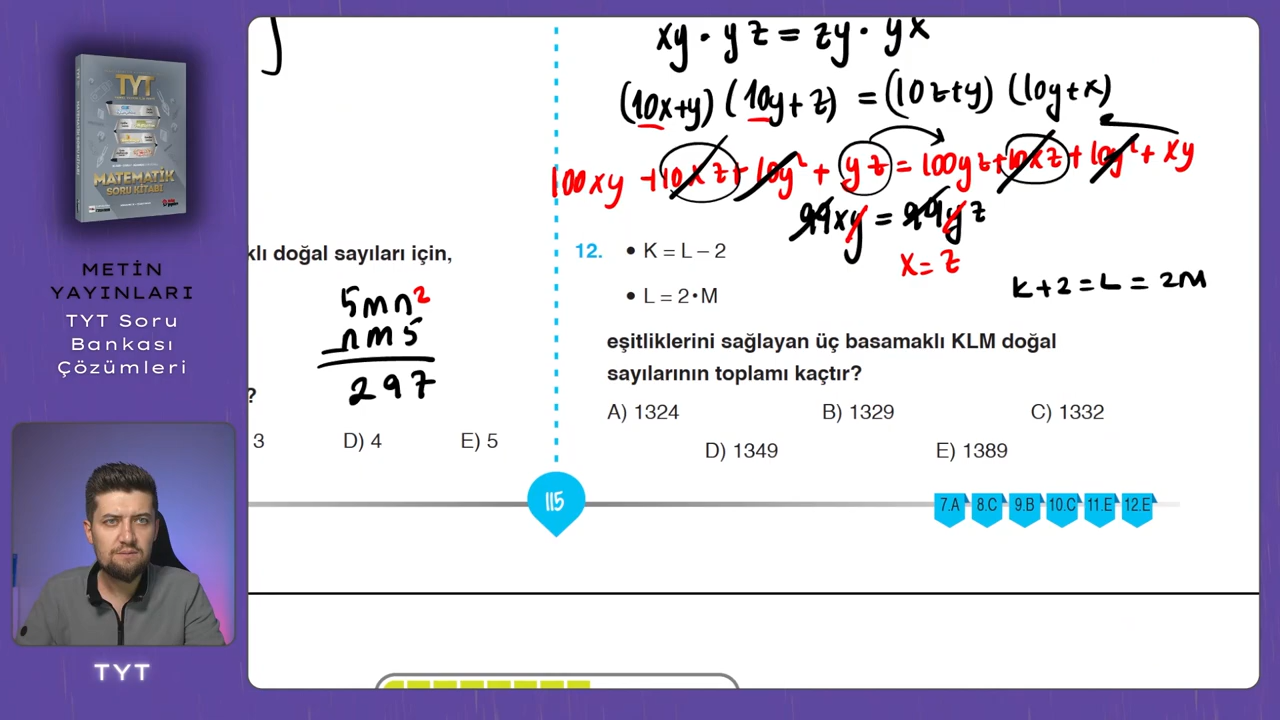 TYT
MATEMATİK
SORU KİTABI
METİN
YAYINLARI
TYT Soru
Bankası
Çözümleri
TYT
klı doğal sayıları için,
5mn2
nm5
297
?
3 D) 4 E) 5
xy · yz = zy · yx
(10x+y) (10y+z) = (10z+y) (10y+x)
100xy + 10xz + 10y² + yz = 100yz + 10xz + 10y² + xy
99xy = 99yz
x = z
12. • K = L – 2
• L = 2·M
K+2 = L = 2M
eşitliklerini sağlayan üç basamaklı KLM doğal
sayılarının toplamı kaçtır?
A) 1324 B) 1329 C) 1332
D) 1349 E) 1389
115
7.A 8.C 9.B 10.C 11.E 12.E